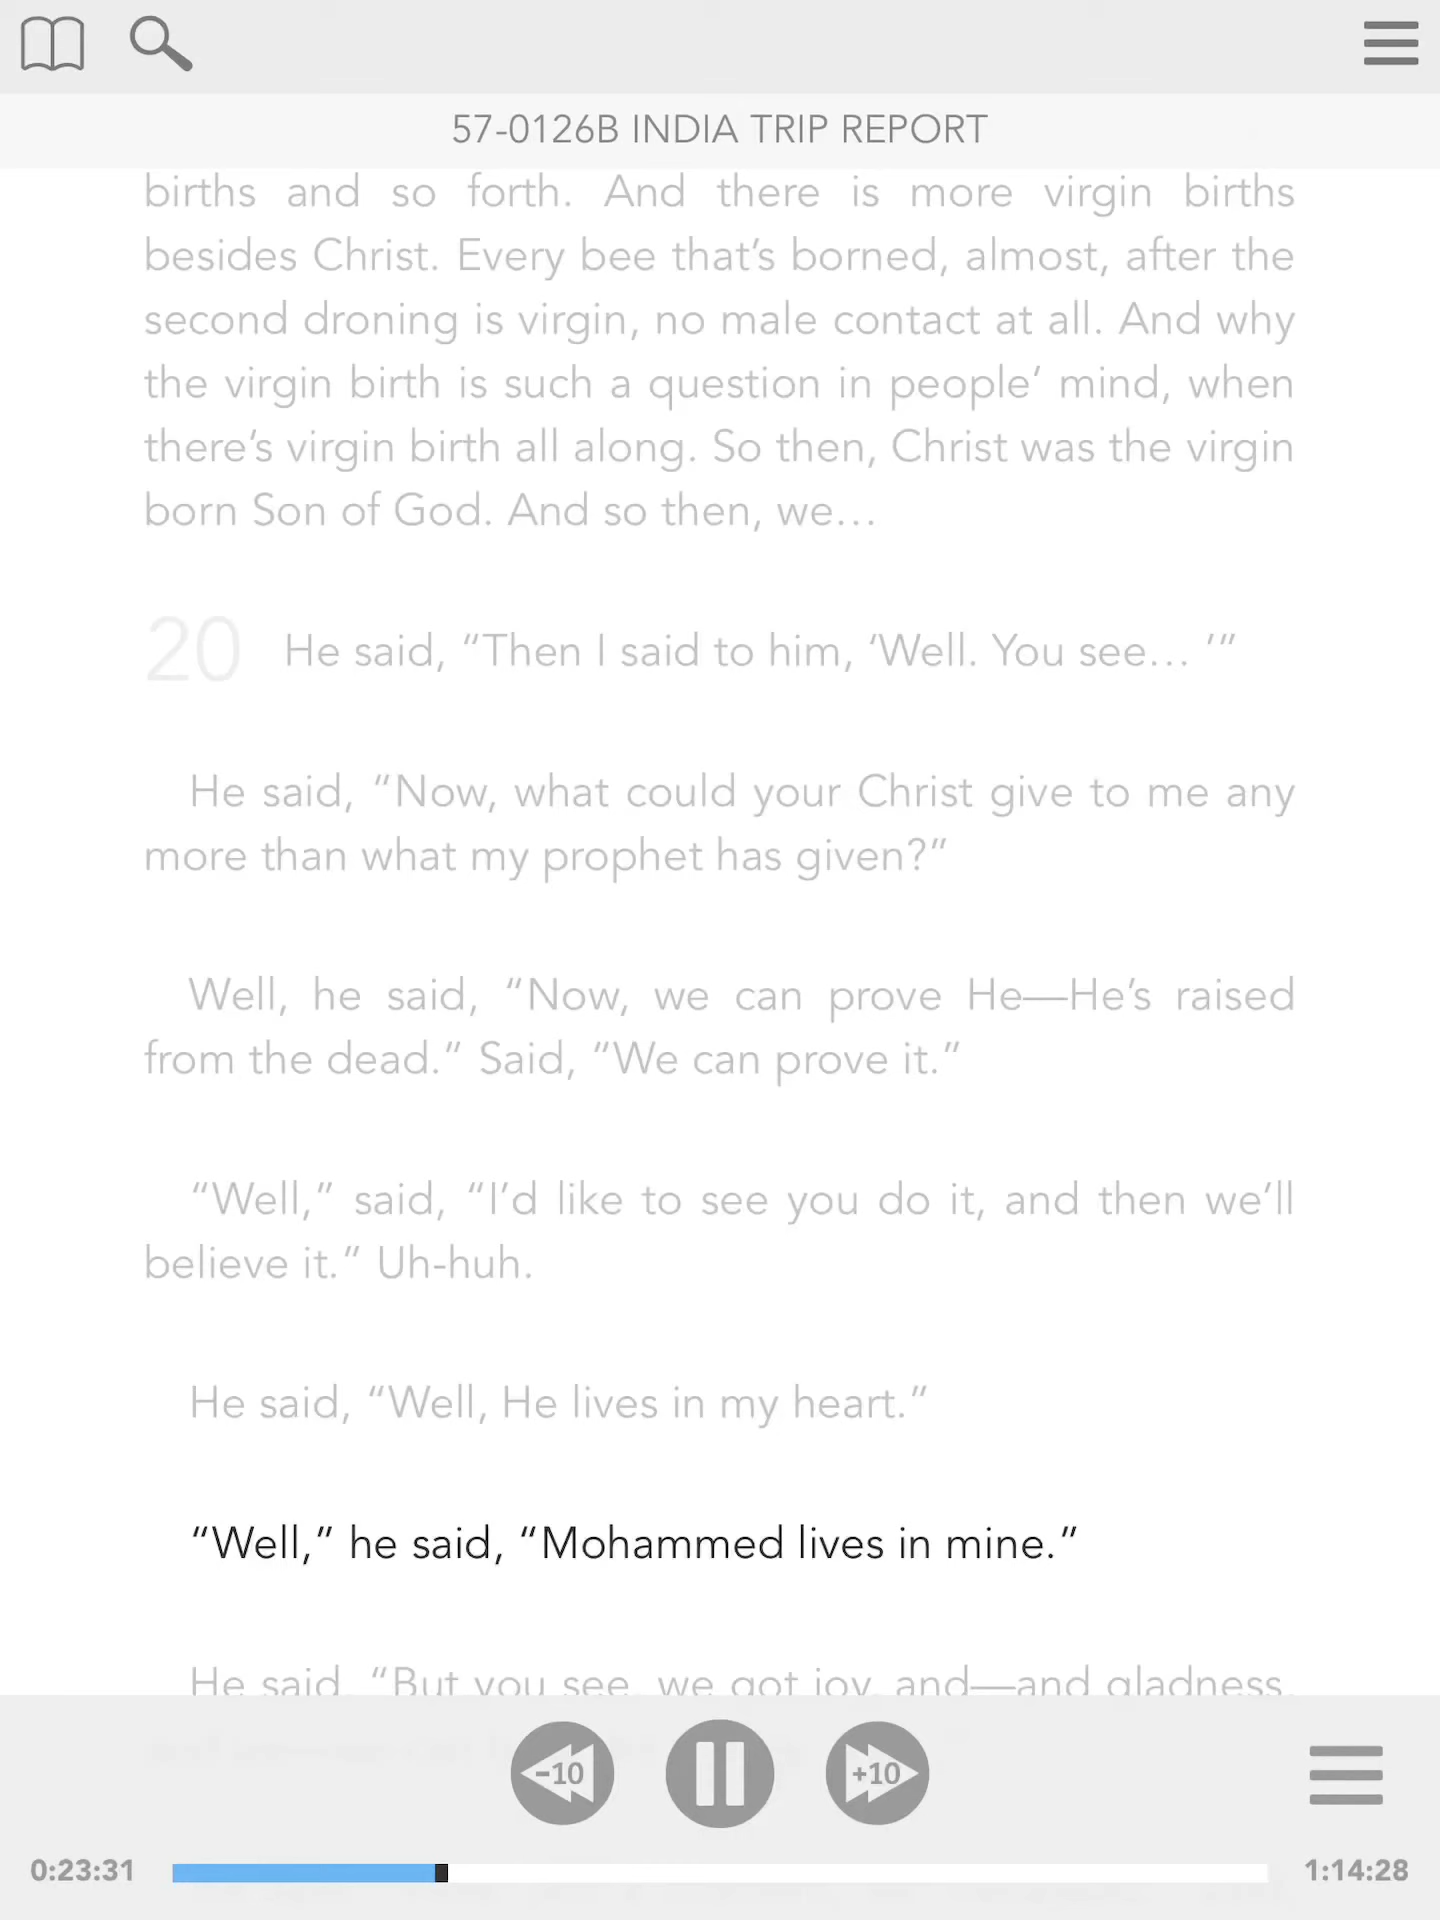 57-0126B INDIA TRIP REPORT
births and so forth. And there is more virgin births
besides Christ. Every bee that’s borned, almost, after the
second droning is virgin, no male contact at all. And why
the virgin birth is such a question in people’ mind, when
there’s virgin birth all along. So then, Christ was the virgin
born Son of God. And so then, we…
20 He said, “Then I said to him, ‘Well. You see… ’”
He said, “Now, what could your Christ give to me any
more than what my prophet has given?”
Well, he said, “Now, we can prove He—He’s raised
from the dead.” Said, “We can prove it.”
“Well,” said, “I’d like to see you do it, and then we’ll
believe it.” Uh-huh.
He said, “Well, He lives in my heart.”
“Well,” he said, “Mohammed lives in mine.”
He said, “But you see, we got joy, and—and gladness,
-10 +10
0:23:31 1:14:28